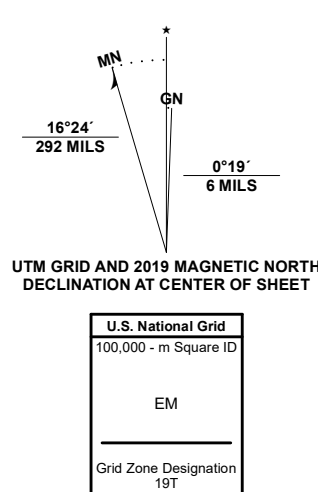 ★
MN
GN
16°24´
292 MILS
0°19´
6 MILS
UTM GRID AND 2019 MAGNETIC NORTH
DECLINATION AT CENTER OF SHEET
U.S. National Grid
100,000 - m Square ID
EM
Grid Zone Designation
19T